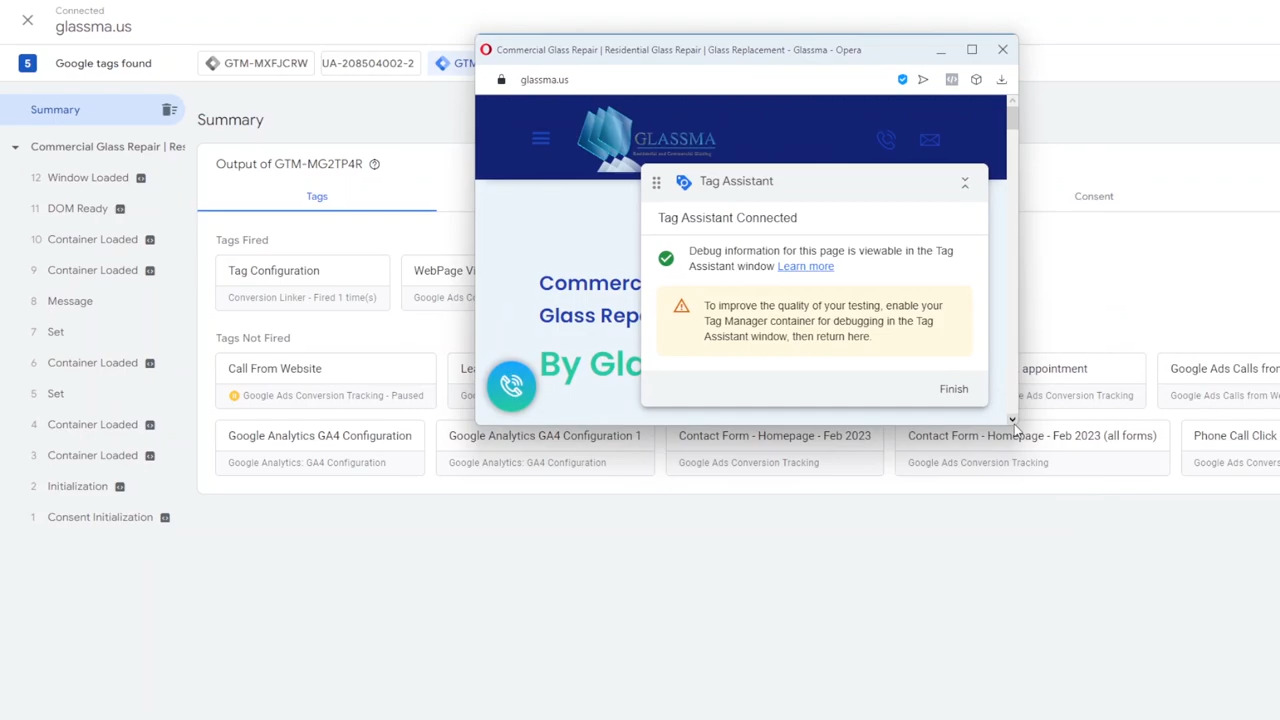 Connected
glassma.us
5
Google tags found
GTM-MXFJCRW
UA-208504002-2
GTM
Summary
Commercial Glass Repair | Res
12 Window Loaded
11 DOM Ready
10 Container Loaded
9 Container Loaded
8 Message
7 Set
6 Container Loaded
5 Set
4 Container Loaded
3 Container Loaded
2 Initialization
1 Consent Initialization
Summary
Output of GTM-MG2TP4R
Tags
Consent
Tags Fired
Tag Configuration
Conversion Linker - Fired 1 time(s)
WebPage Vi
Google Ads C
Tags Not Fired
Call From Website
Google Ads Conversion Tracking - Paused
Lea
Goo
appointment
Ads Conversion Tracking
Google Ads Calls from
Google Ads Calls from We
Google Analytics GA4 Configuration
Google Analytics: GA4 Configuration
Google Analytics GA4 Configuration 1
Google Analytics: GA4 Configuration
Contact Form - Homepage - Feb 2023
Google Ads Conversion Tracking
Contact Form - Homepage - Feb 2023 (all forms)
Google Ads Conversion Tracking
Phone Call Click
Google Ads Conv
Commercial Glass Repair | Residential Glass Repair | Glass Replacement - Glassma - Opera
glassma.us
GLASSMA
Commerc
Glass Rep
By Gla
Tag Assistant
Tag Assistant Connected
Debug information for this page is viewable in the Tag
Assistant window Learn more
To improve the quality of your testing, enable your
Tag Manager container for debugging in the Tag
Assistant window, then return here.
Finish